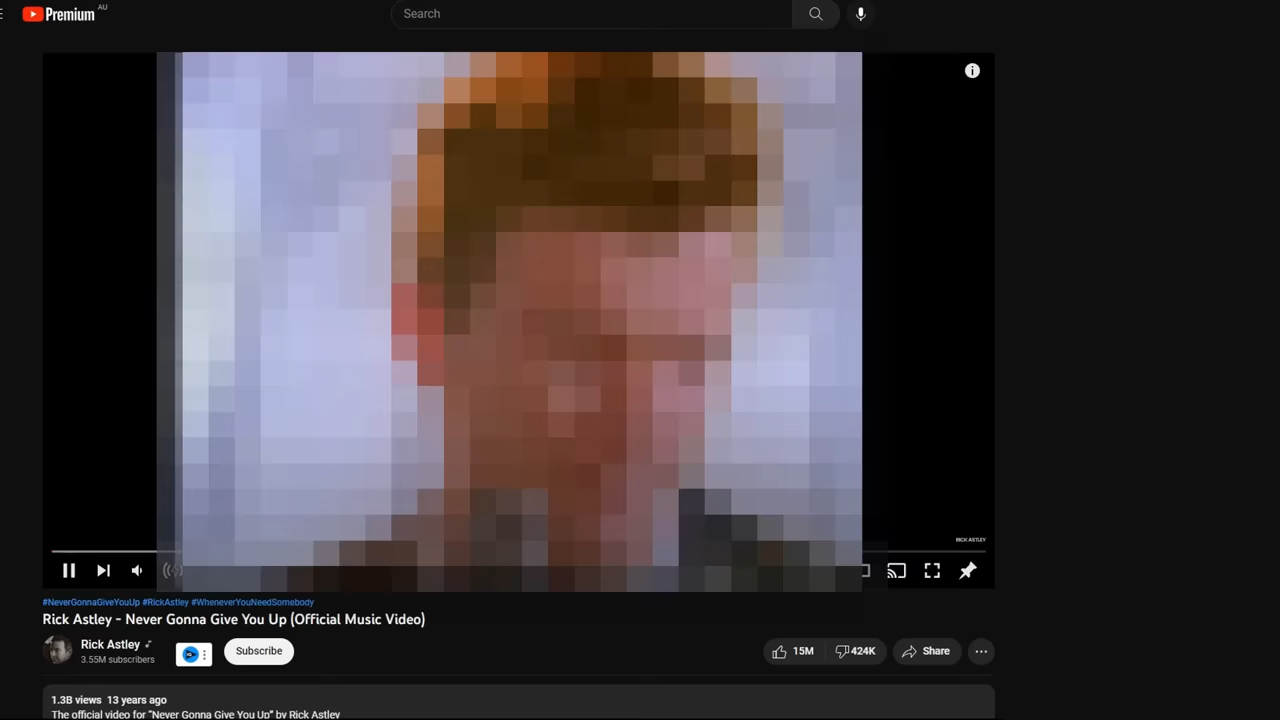 Premium AU
Search
RICK ASTLEY
#NeverGonnaGiveYouUp #RickAstley #WheneverYouNeedSomebody
Rick Astley - Never Gonna Give You Up (Official Music Video)
Rick Astley
3.55M subscribers
Subscribe
15M
424K
Share
1.3B views 13 years ago
The official video for “Never Gonna Give You Up” by Rick Astley